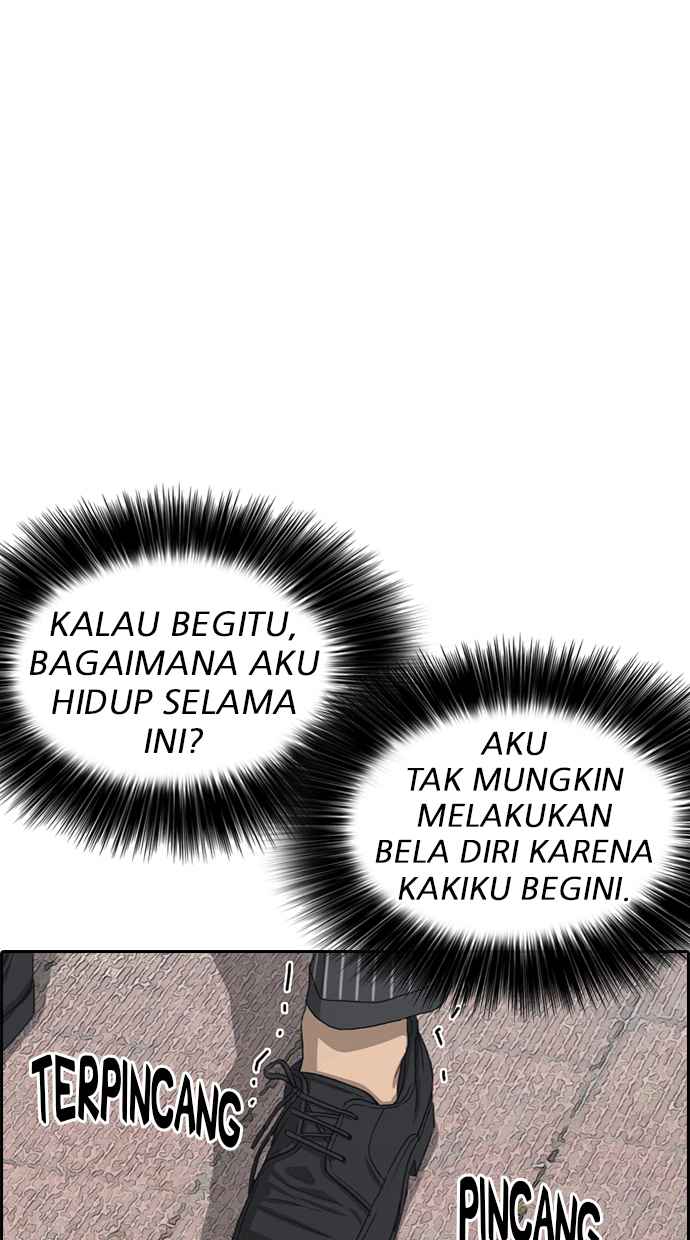 KALAU BEGITU,
BAGAIMANA AKU
HIDUP SELAMA
INI?
AKU
TAK MUNGKIN
MELAKUKAN
BELA DIRI KARENA
KAKIKU BEGINI.
TERPINCANG
PINCANG